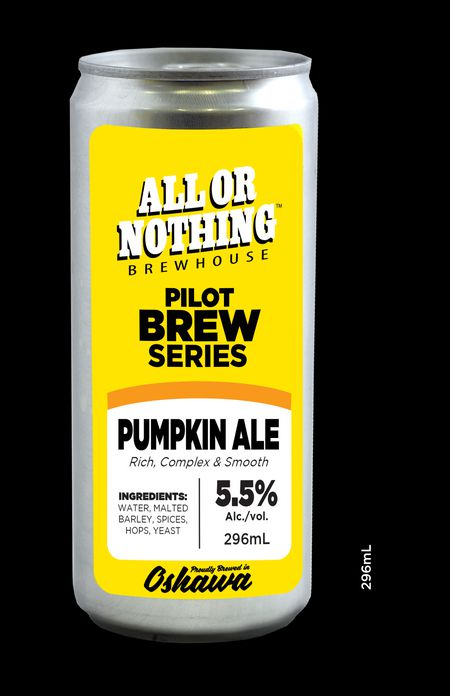 ALL OR
NOTHING™
BREWHOUSE
PILOT
BREW
SERIES
PUMPKIN ALE
Rich, Complex & Smooth
INGREDIENTS:
WATER, MALTED
BARLEY, SPICES,
HOPS, YEAST
5.5%
Alc./vol.
296mL
Proudly Brewed in
Oshawa
296mL